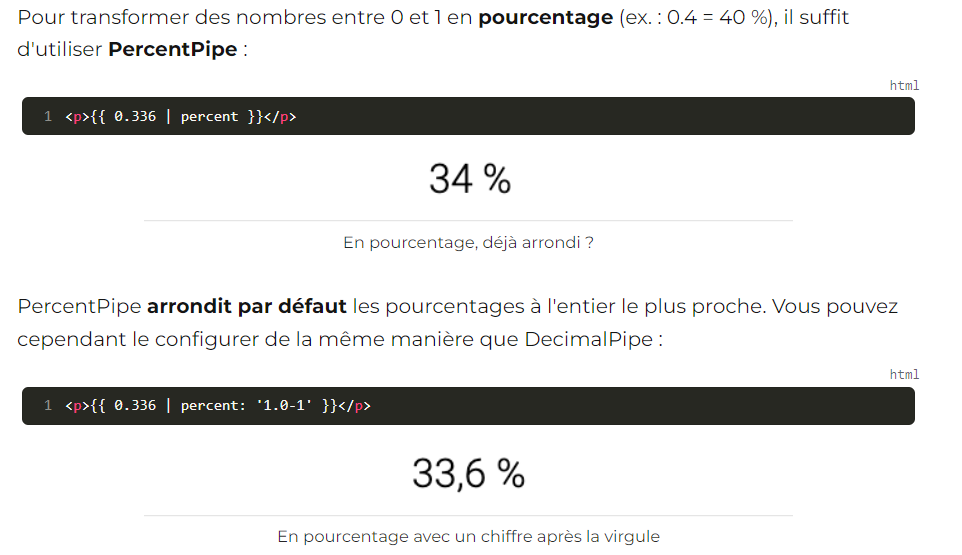 Pour transformer des nombres entre 0 et 1 en pourcentage (ex. : 0.4 = 40 %), il suffit
d'utiliser PercentPipe :
html
1 <p>{{ 0.336 | percent }}</p>
34 %
En pourcentage, déjà arrondi ?
PercentPipe arrondit par défaut les pourcentages à l'entier le plus proche. Vous pouvez
cependant le configurer de la même manière que DecimalPipe :
html
1 <p>{{ 0.336 | percent: '1.0-1' }}</p>
33,6 %
En pourcentage avec un chiffre après la virgule